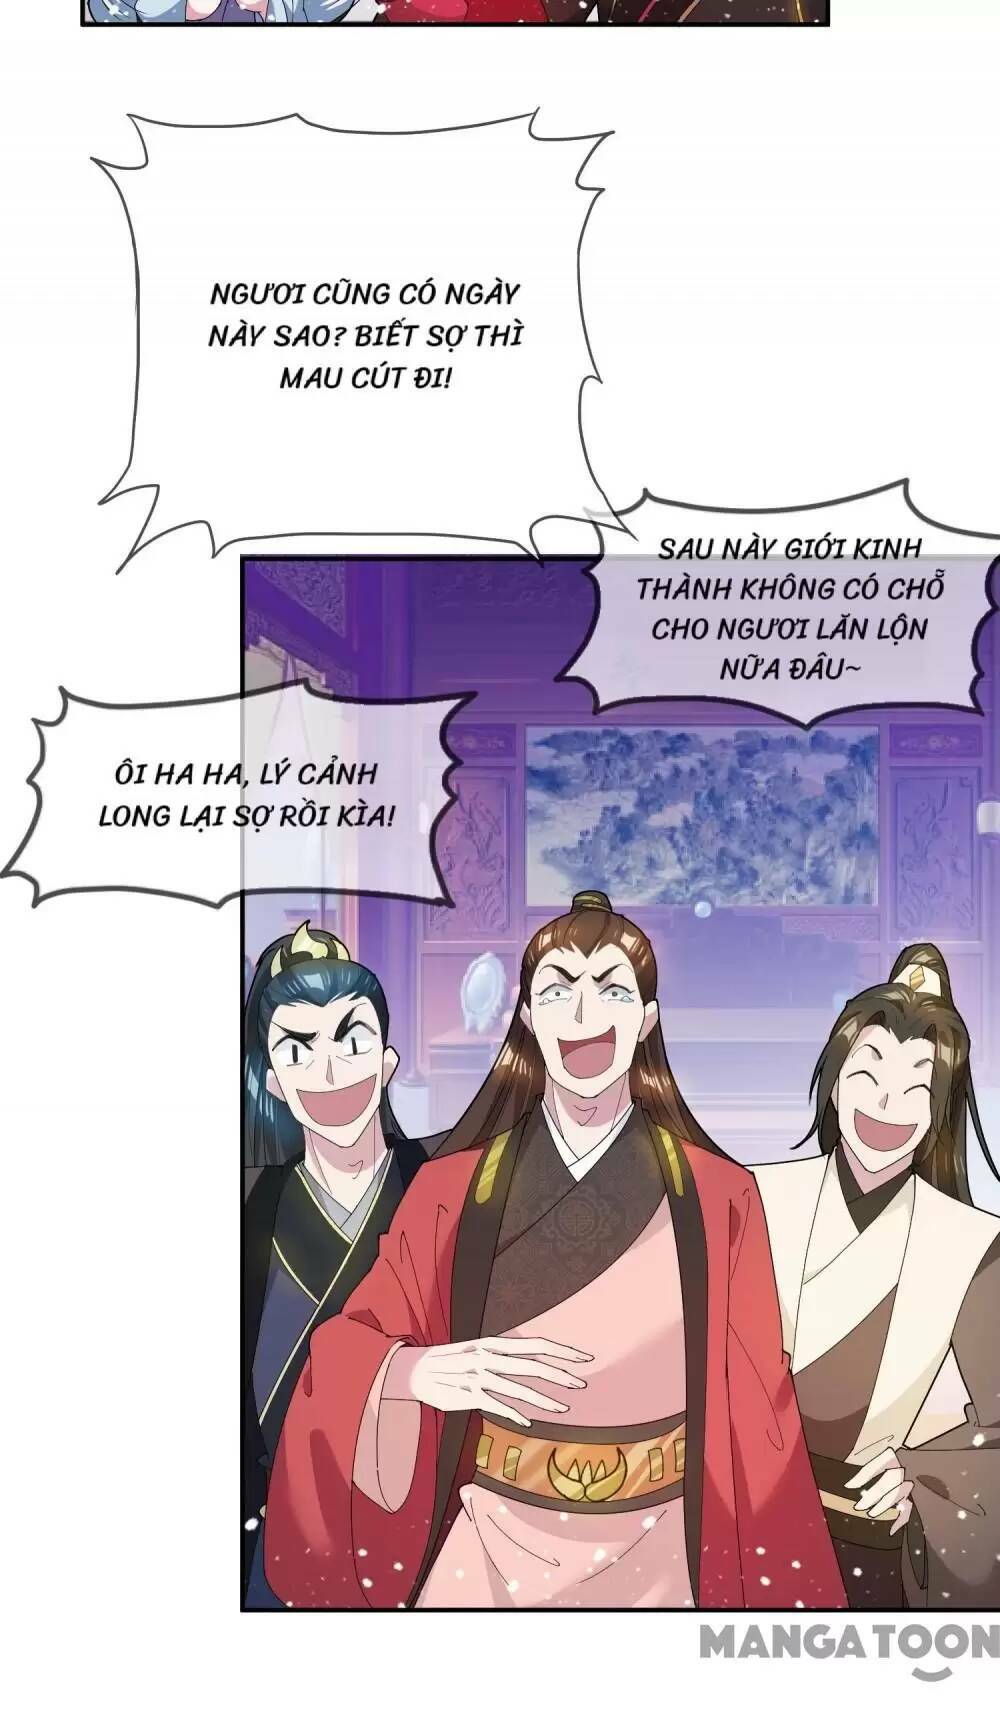 NGƯƠI CŨNG CÓ NGÀY
NÀY SAO? BIẾT SỢ THÌ
MAU CÚT ĐI!
SAU NÀY GIỚI KINH
THÀNH KHÔNG CÓ CHỖ
CHO NGƯƠI LĂN LỘN
NỮA ĐÂU~
ÔI HA HA, LÝ CẢNH
LONG LẠI SỢ RỒI KÌA!
MANGATOON